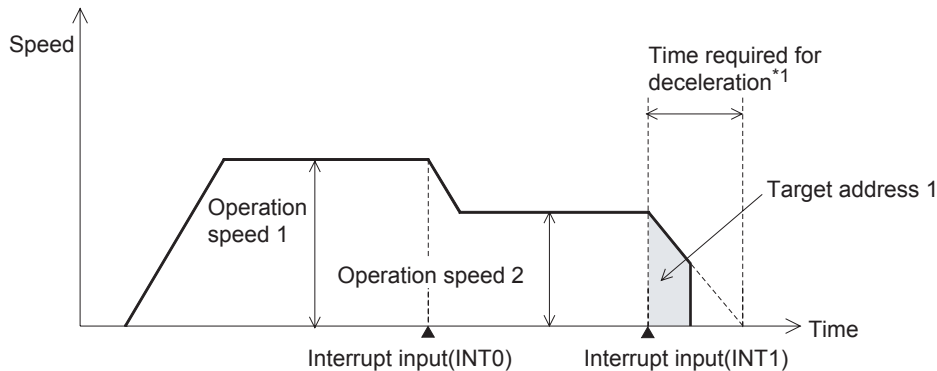 Speed
Time required for
deceleration*1
Target address 1
Operation
speed 1
Operation speed 2
Time
Interrupt input(INT0)
Interrupt input(INT1)